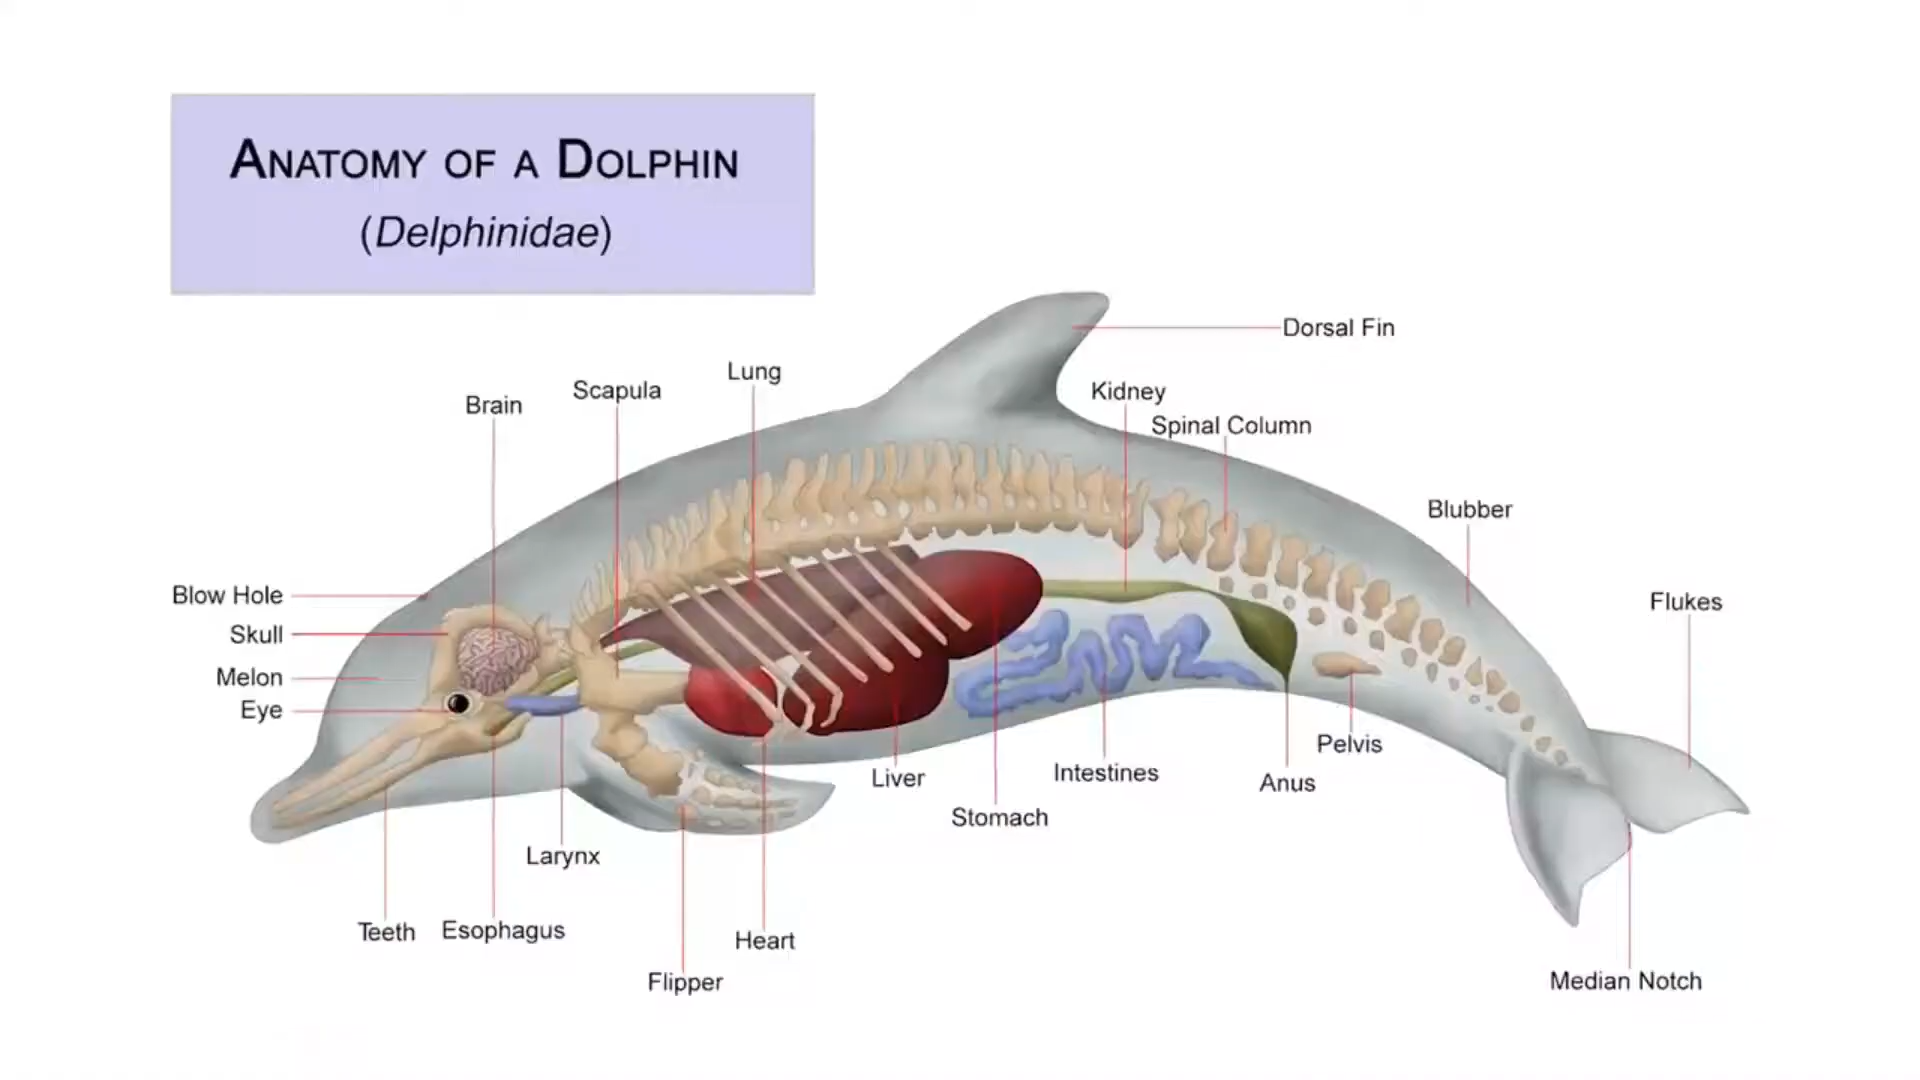 ANATOMY OF A DOLPHIN
(Delphinidae)
Dorsal Fin
Lung
Scapula
Kidney
Brain
Spinal Column
Blubber
Blow Hole
Flukes
Skull
Melon
Eye
Pelvis
Intestines
Liver
Anus
Stomach
Larynx
Teeth
Esophagus
Heart
Flipper
Median Notch